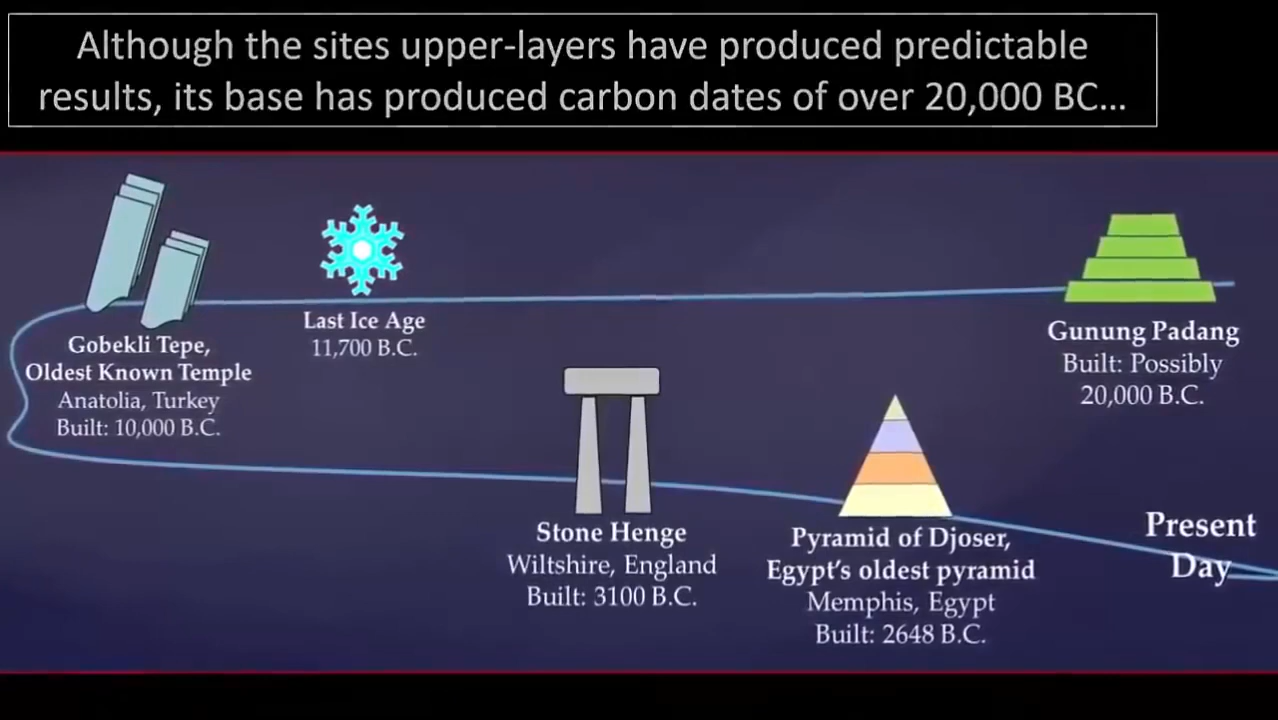 Although the sites upper-layers have produced predictable
results, its base has produced carbon dates of over 20,000 BC...
Gobekli Tepe,
Oldest Known Temple
Anatolia, Turkey
Built: 10,000 B.C.
Last Ice Age
11,700 B.C.
Gunung Padang
Built: Possibly
20,000 B.C.
Stone Henge
Wiltshire, England
Built: 3100 B.C.
Pyramid of Djoser,
Egypt's oldest pyramid
Memphis, Egypt
Built: 2648 B.C.
Present
Day